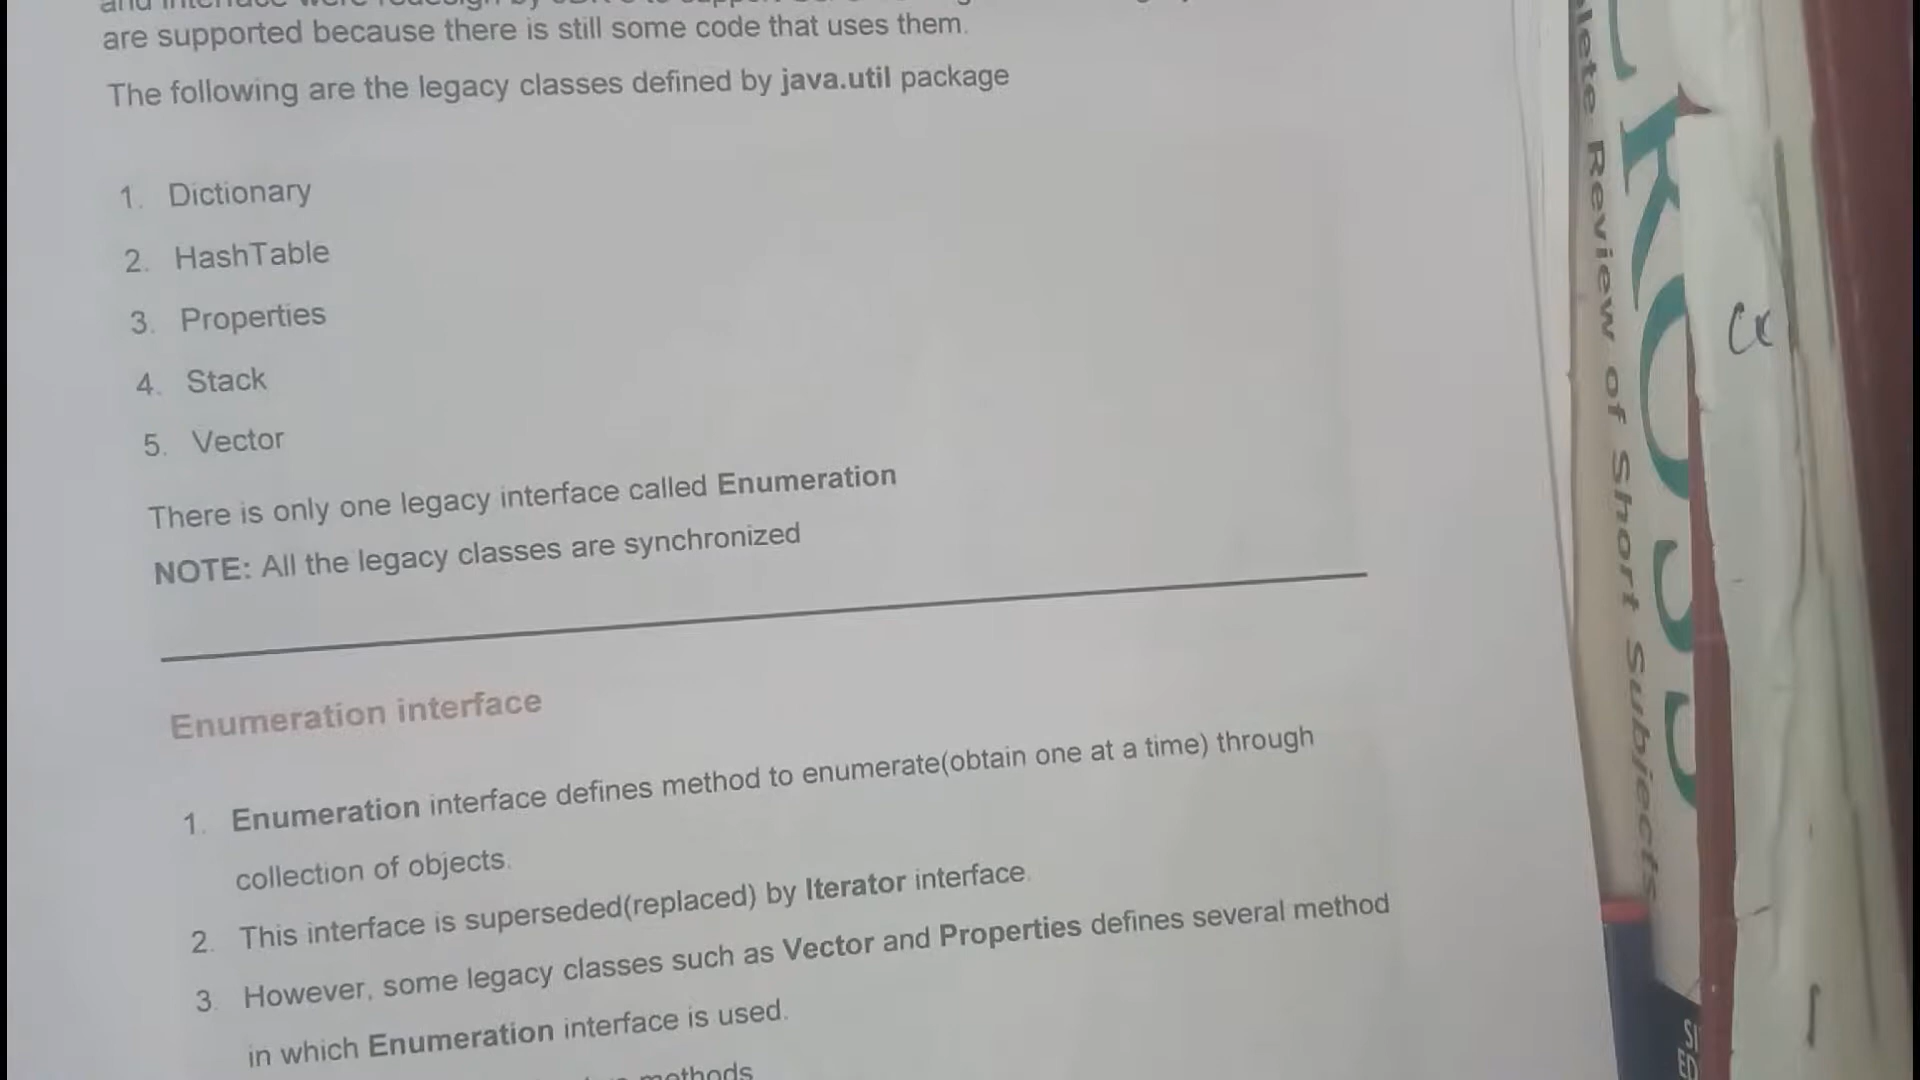 are supported because there is still some code that uses them.
The following are the legacy classes defined by java.util package
1. Dictionary
2. HashTable
3. Properties
4. Stack
5. Vector
There is only one legacy interface called Enumeration
NOTE: All the legacy classes are synchronized
Enumeration interface
1. Enumeration interface defines method to enumerate(obtain one at a time) through
collection of objects.
2. This interface is superseded(replaced) by Iterator interface.
3. However, some legacy classes such as Vector and Properties defines several method
in which Enumeration interface is used.
methods
Review of Short Subjects